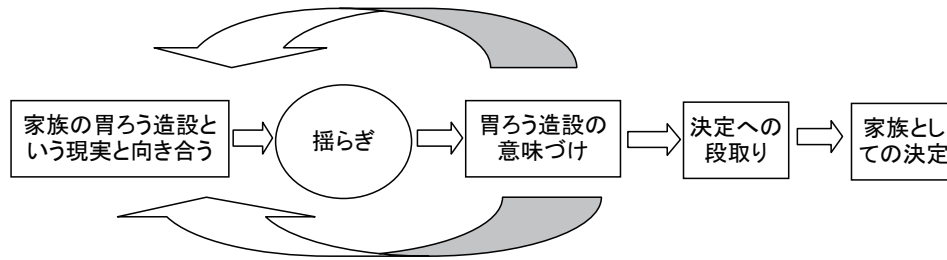 家族の胃ろう造設と
いう現実と向き合う
揺らぎ
胃ろう造設の
意味づけ
決定への
段取り
家族とし
ての決定